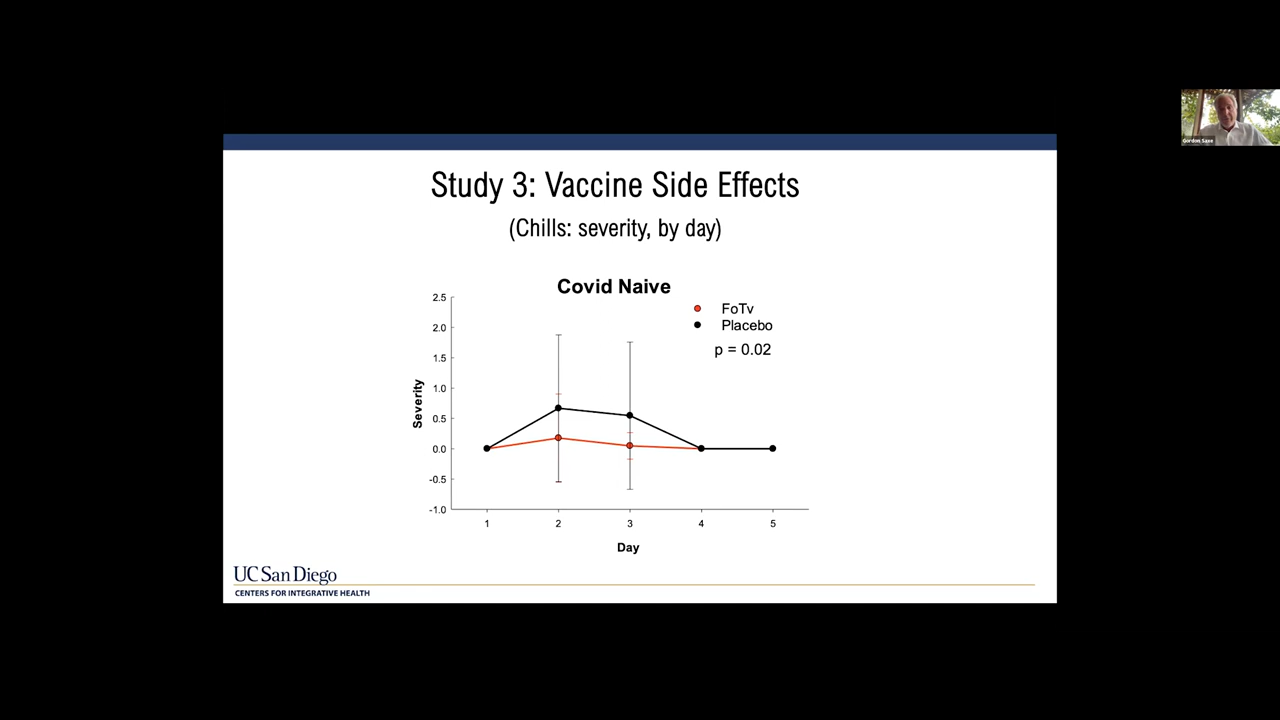 Gordon Saxe
Study 3: Vaccine Side Effects
(Chills: severity, by day)
Covid Naive
FoTv
Placebo
p = 0.02
Severity
2.5
2.0
1.5
1.0
0.5
0.0
-0.5
-1.0
1 2 3 4 5
Day
UC San Diego
CENTERS FOR INTEGRATIVE HEALTH